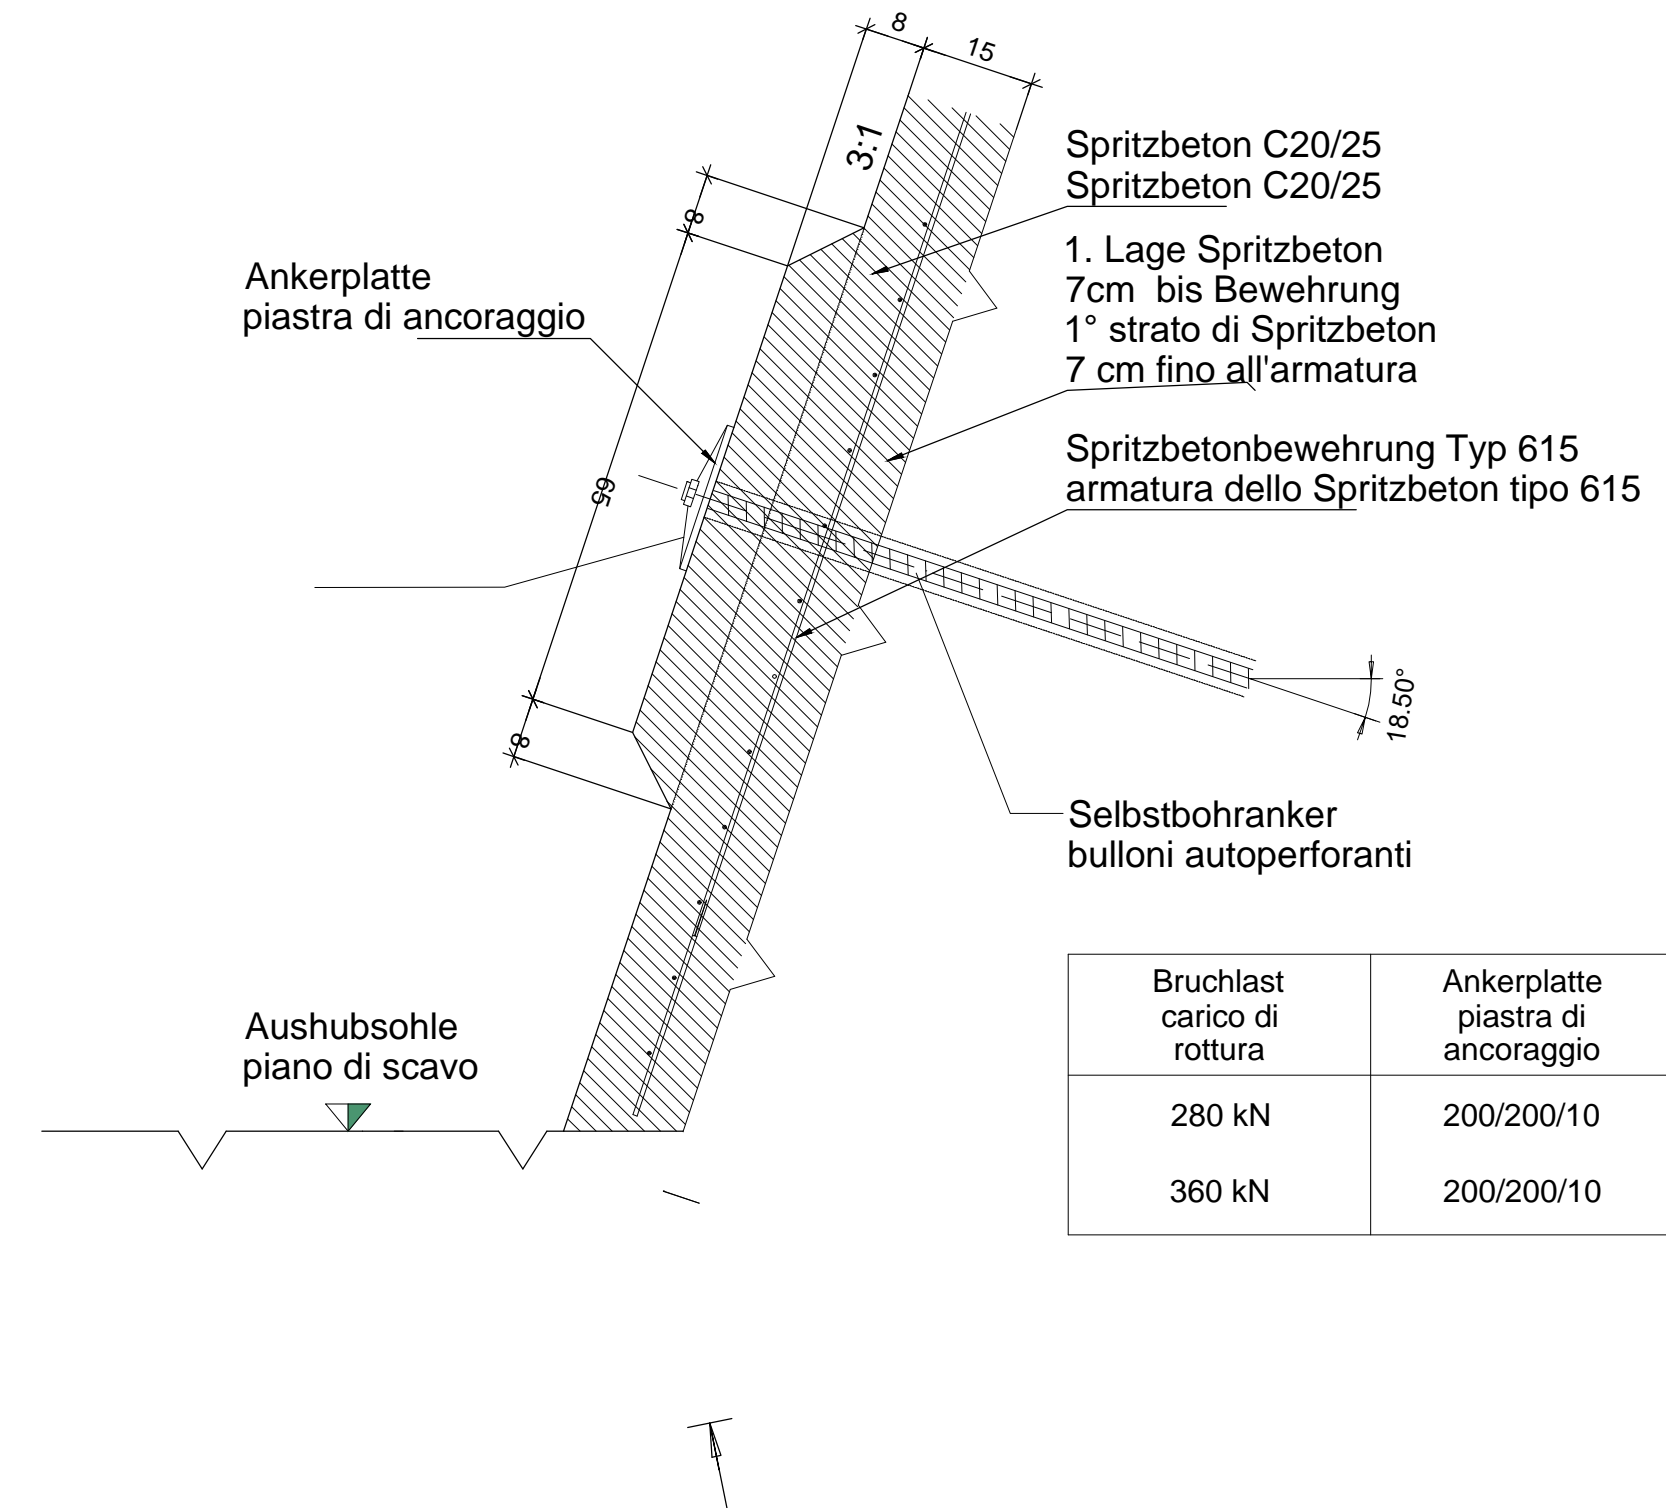 8
15
3:1
Spritzbeton C20/25
Spritzbeton C20/25
8
1. Lage Spritzbeton
7cm bis Bewehrung
1° strato di Spritzbeton
7 cm fino all'armatura
Ankerplatte
piastra di ancoraggio
Spritzbetonbewehrung Typ 615
armatura dello Spritzbeton tipo 615
65
18.50°
8
Selbstbohranker
bulloni autoperforanti
Aushubsohle
piano di scavo
Bruchlast
carico di
rottura
Ankerplatte
piastra di
ancoraggio
280 kN
200/200/10
360 kN
200/200/10